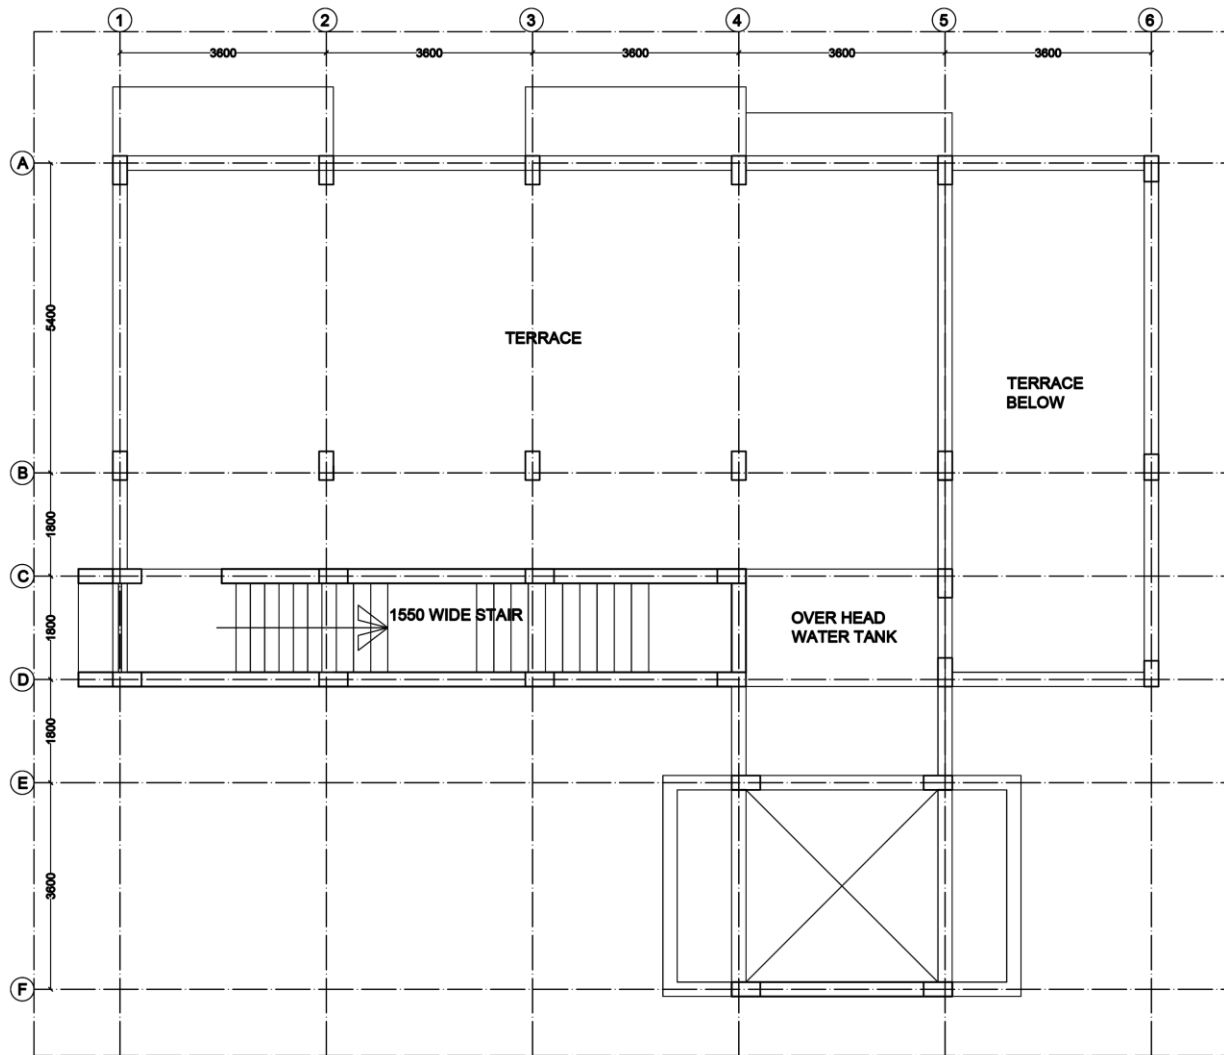 1 2 3 4 5 6
3600 3600 3600 3600 3600
A
5400
TERRACE
TERRACE
BELOW
B
1800
C
1800
1550 WIDE STAIR
OVER HEAD
WATER TANK
D
1800
E
3600
F